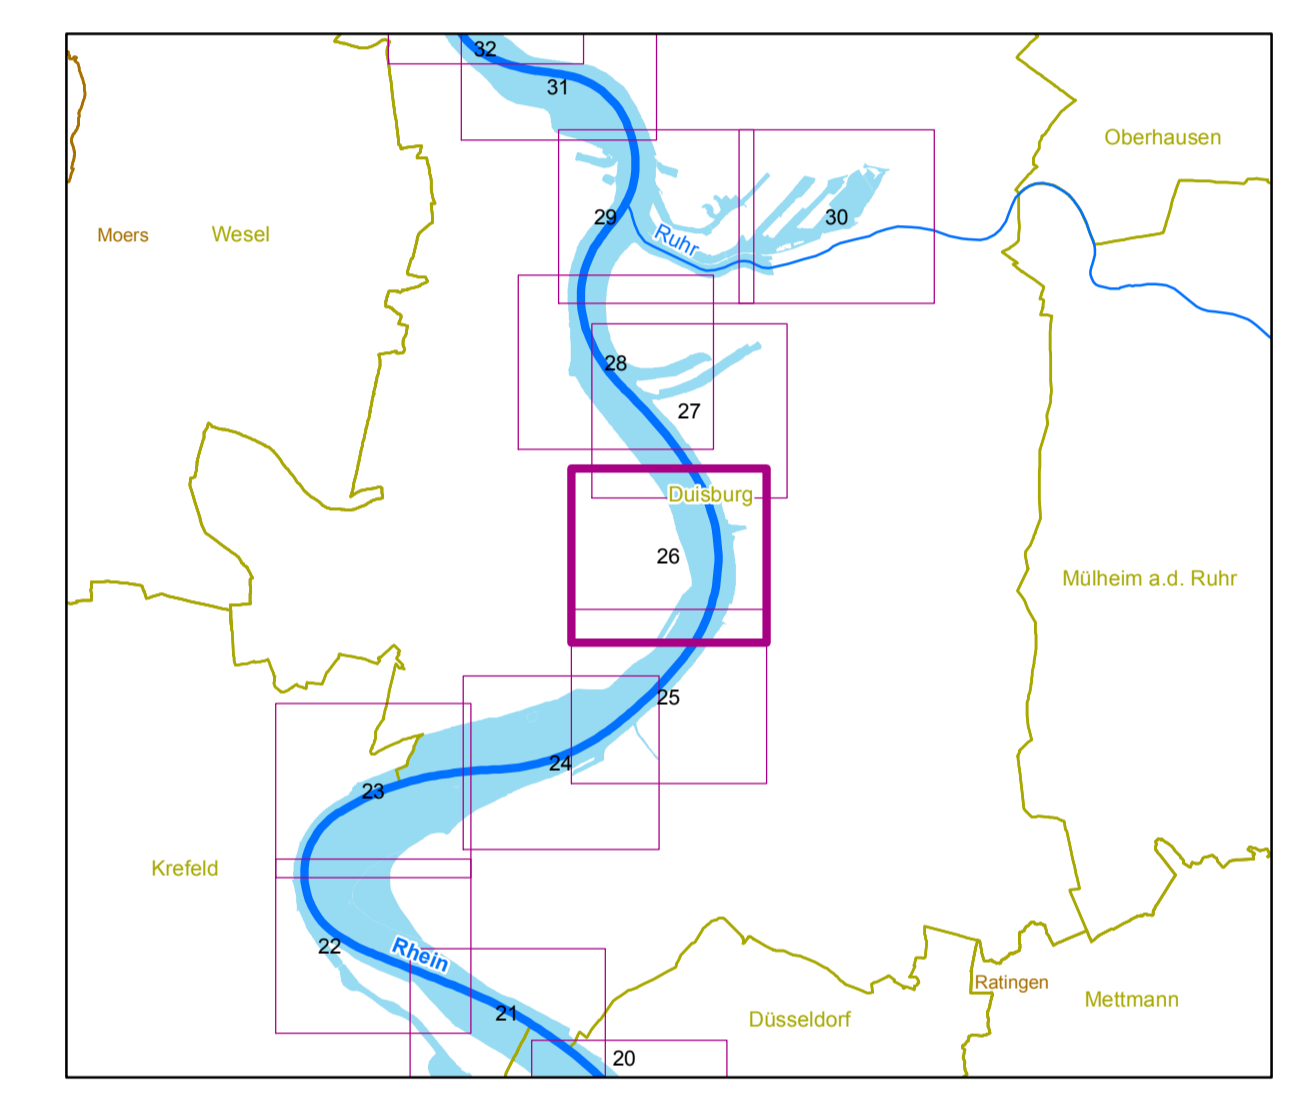 32
31
Oberhausen
29
30
Moers
Wesel
Ruhr
28
27
Duisburg
26
Mülheim a.d. Ruhr
25
24
23
Krefeld
22
Rhein
21
Ratingen
Mettmann
Düsseldorf
20